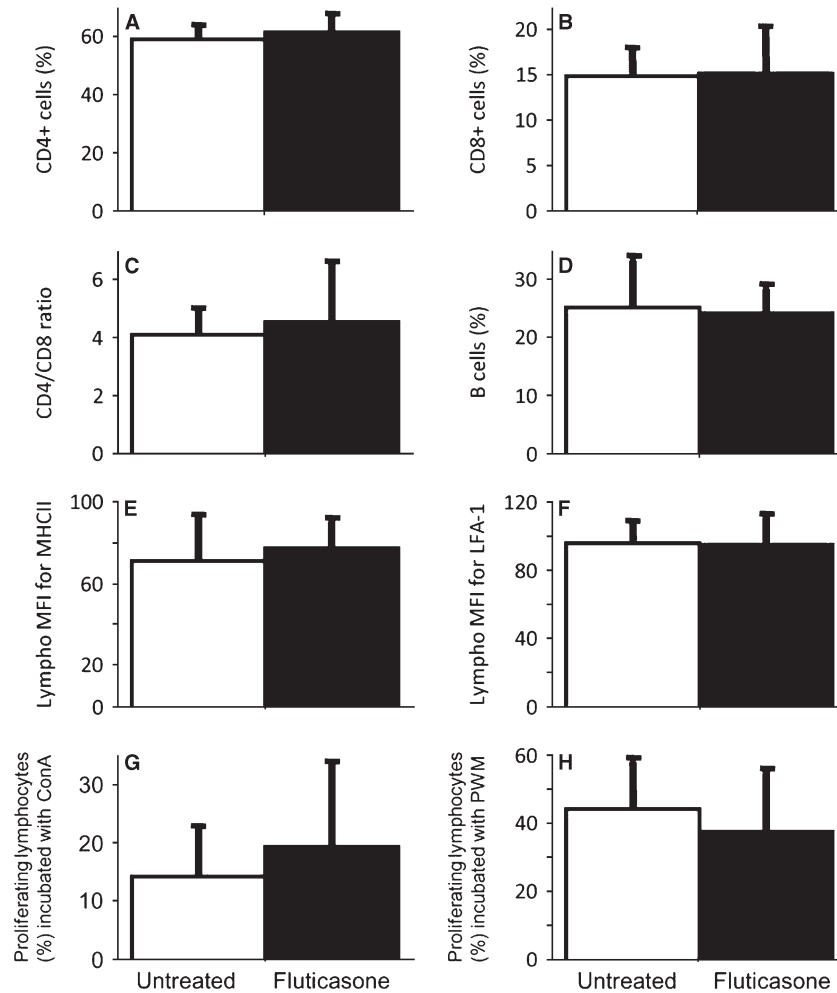 A
CD4+ cells (%)
60
40
20
0
B
CD8+ cells (%)
20
15
10
5
0
C
CD4/CD8 ratio
6
4
2
0
D
B cells (%)
30
20
10
0
E
Lympho MFI for MHCII
100
60
20
0
F
Lympho MFI for LFA-1
120
80
40
0
G
Proliferating lymphocytes
(%) incubated with ConA
30
20
10
0
Untreated
Fluticasone
H
Proliferating lymphocytes
(%) incubated with PWM
60
40
20
0
Untreated
Fluticasone